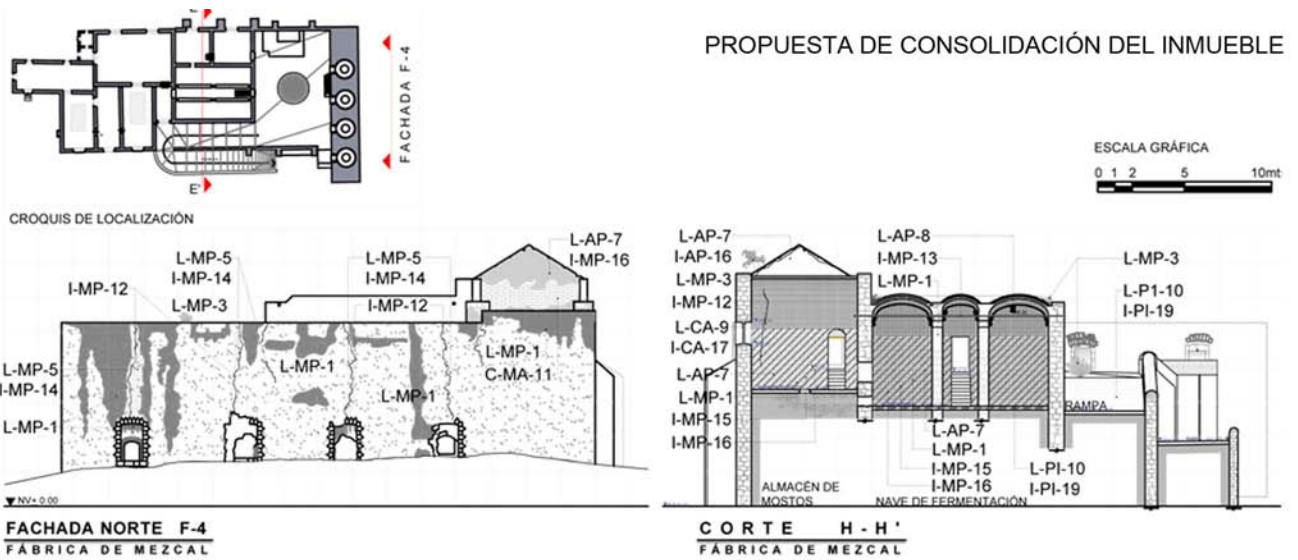 PROPUESTA DE CONSOLIDACIÓN DEL INMUEBLE
FACHADA F-4
E'
CROQUIS DE LOCALIZACIÓN
ESCALA GRÁFICA
0 1 2 5 10mt
L-AP-7
I-MP-16
L-MP-5
I-MP-14
L-MP-5
I-MP-14
I-MP-12
L-MP-3
I-MP-12
L-MP-5
I-MP-14
L-MP-1
L-MP-1
L-MP-1
L-MP-1
C-MA-11
NV+ 0.00
FACHADA NORTE F-4
FÁBRICA DE MEZCAL
L-AP-7
I-AP-16
L-MP-3
I-MP-12
L-CA-9
I-CA-17
L-AP-7
L-MP-1
I-MP-15
I-MP-16
L-AP-8
I-MP-13
L-MP-1
L-MP-3
L-P1-10
I-PI-19
RAMPA
L-AP-7
L-MP-1
I-MP-15
I-MP-16
L-PI-10
I-PI-19
ALMACÉN DE
MOSTOS
NAVE DE FERMENTACIÓN
CORTE H-H'
FÁBRICA DE MEZCAL